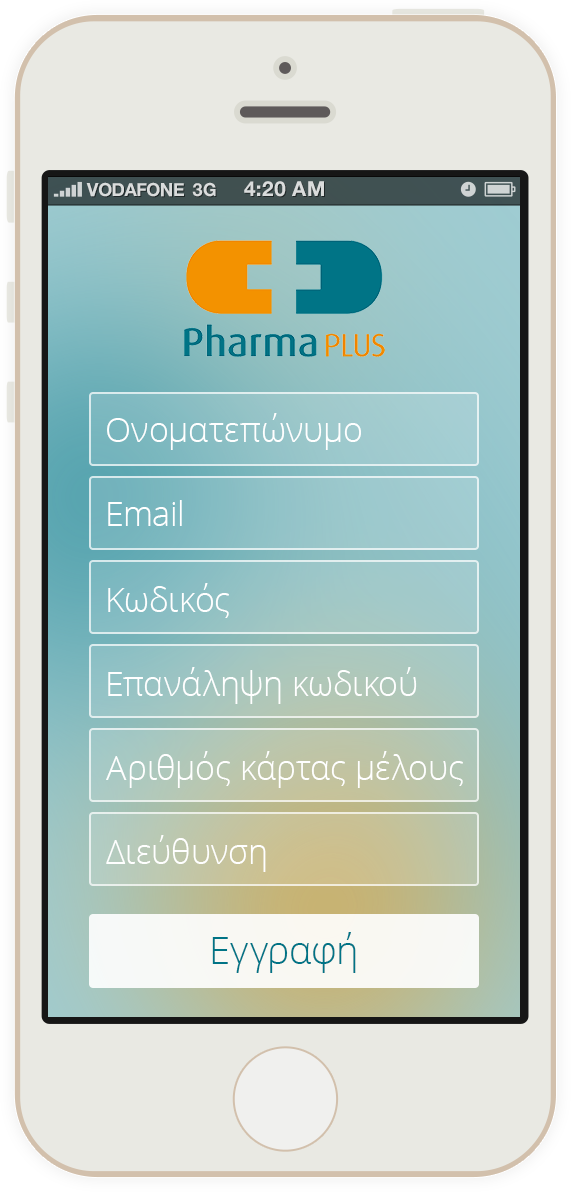 VODAFONE 3G 4:20 AM
Pharma PLUS
Ονοματεπώνυμο
Email
Κωδικός
Επανάληψη κωδικού
Αριθμός κάρτας μέλους
Διεύθυνση
Εγγραφή